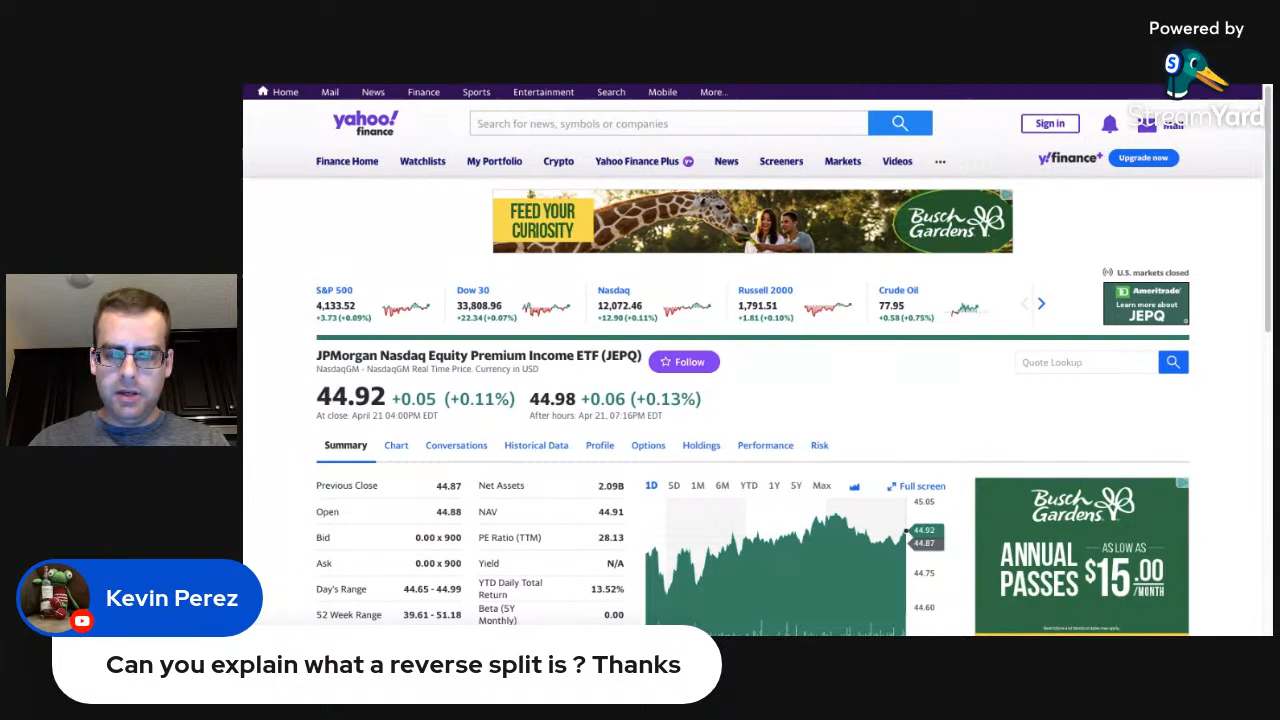 Powered by
StreamYard
Home Mail News Finance Sports Entertainment Search Mobile More...
yahoo!
finance
Search for news, symbols or companies
Sign in
Mail
Finance Home Watchlists My Portfolio Crypto Yahoo Finance Plus News Screeners Markets Videos ...
y!finance+ Upgrade now
FEED YOUR
CURIOSITY
Busch
Gardens
U.S. markets closed
S&P 500 Dow 30 Nasdaq Russell 2000 Crude Oil
4,133.52 33,808.96 12,072.46 1,791.51 77.95
+3.73 (+0.09%) +22.34 (+0.07%) +12.90 (+0.11%) +1.81 (+0.10%) +0.58 (+0.75%)
TD Ameritrade
Learn more about
JEPQ
JPMorgan Nasdaq Equity Premium Income ETF (JEPQ)
Follow
Quote Lookup
NasdaqGM - NasdaqGM Real Time Price. Currency in USD
44.92 +0.05 (+0.11%) 44.98 +0.06 (+0.13%)
At close: April 21 04:00PM EDT After hours: Apr 21, 07:16PM EDT
Summary Chart Conversations Historical Data Profile Options Holdings Performance Risk
Previous Close 44.87 Net Assets 2.09B
Open 44.88 NAV 44.91
Bid 0.00 x 900 PE Ratio (TTM) 28.13
Ask 0.00 x 900 Yield N/A
Day's Range 44.65 - 44.99 YTD Daily Total
Return 13.52%
52 Week Range 39.61 - 51.18 Beta (5Y
Monthly) 0.00
1D 5D 1M 6M YTD 1Y 5Y Max Full screen
45.05
44.92
44.87
44.75
44.60
Busch
Gardens
ANNUAL
PASSES
AS LOW AS
$15.00
/MONTH
Kevin Perez
Can you explain what a reverse split is ? Thanks